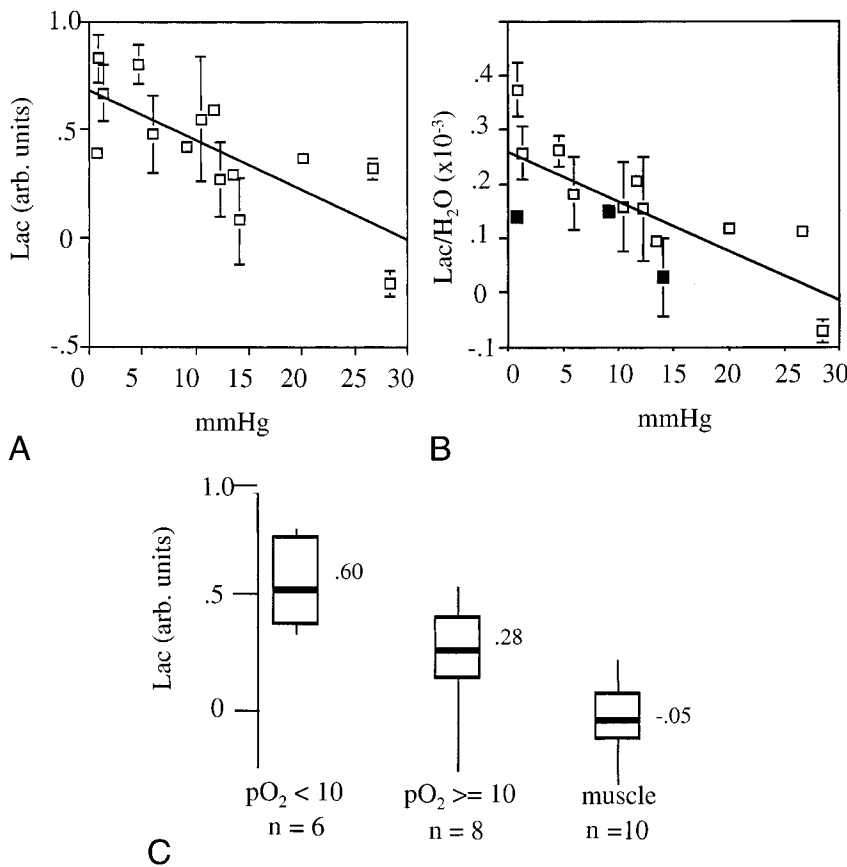 1.0
.5
0
-.5
Lac (arb. units)
0 5 10 15 20 25 30
mmHg
A
.4
.3
.2
.1
0
-.1
Lac/H₂O (x10⁻³)
0 5 10 15 20 25 30
mmHg
B
1.0
.5
0
Lac (arb. units)
.60
.28
-.05
pO₂ < 10
n = 6
pO₂ >= 10
n = 8
muscle
n =10
C